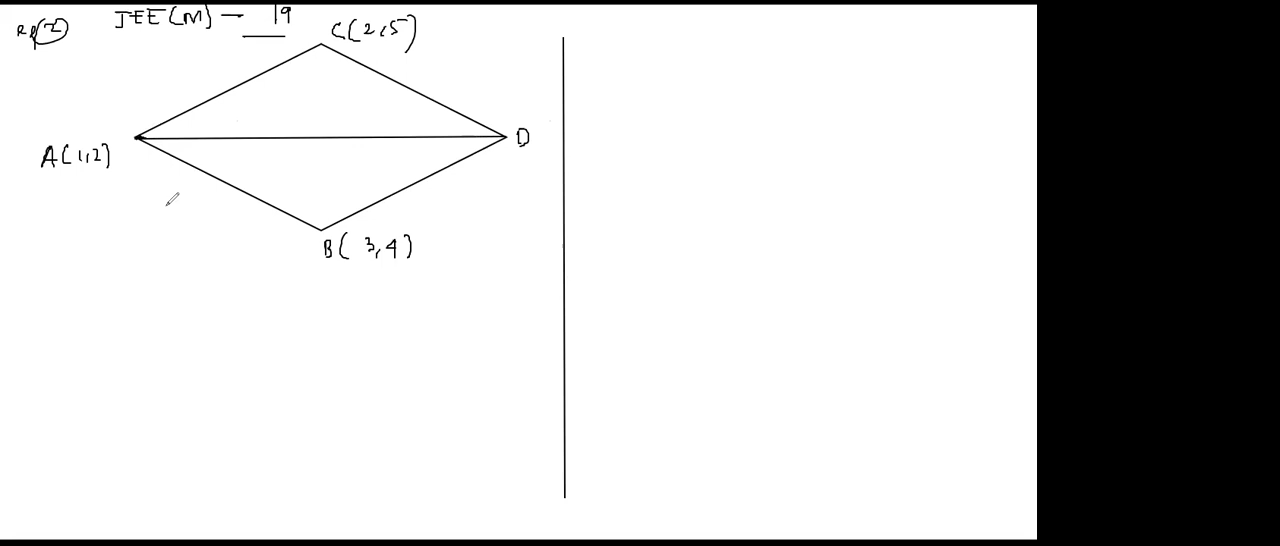 JEE(M) - 19
C(2,5)
A(1,2)
D
B(3,4)